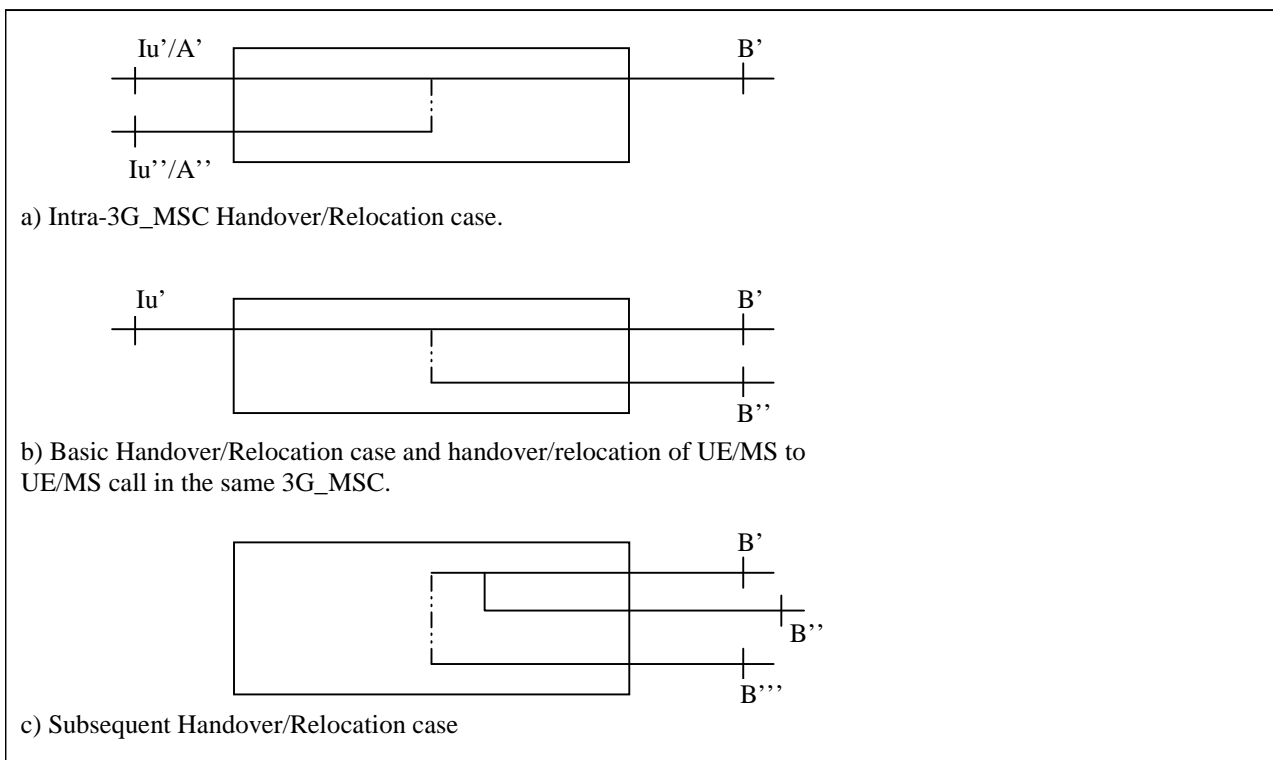 Iu’/A’ B’
Iu’’/A’’
a) Intra-3G_MSC Handover/Relocation case.
Iu’ B’
B’’
b) Basic Handover/Relocation case and handover/relocation of UE/MS to
UE/MS call in the same 3G_MSC.
B’
B’’
B’’’
c) Subsequent Handover/Relocation case